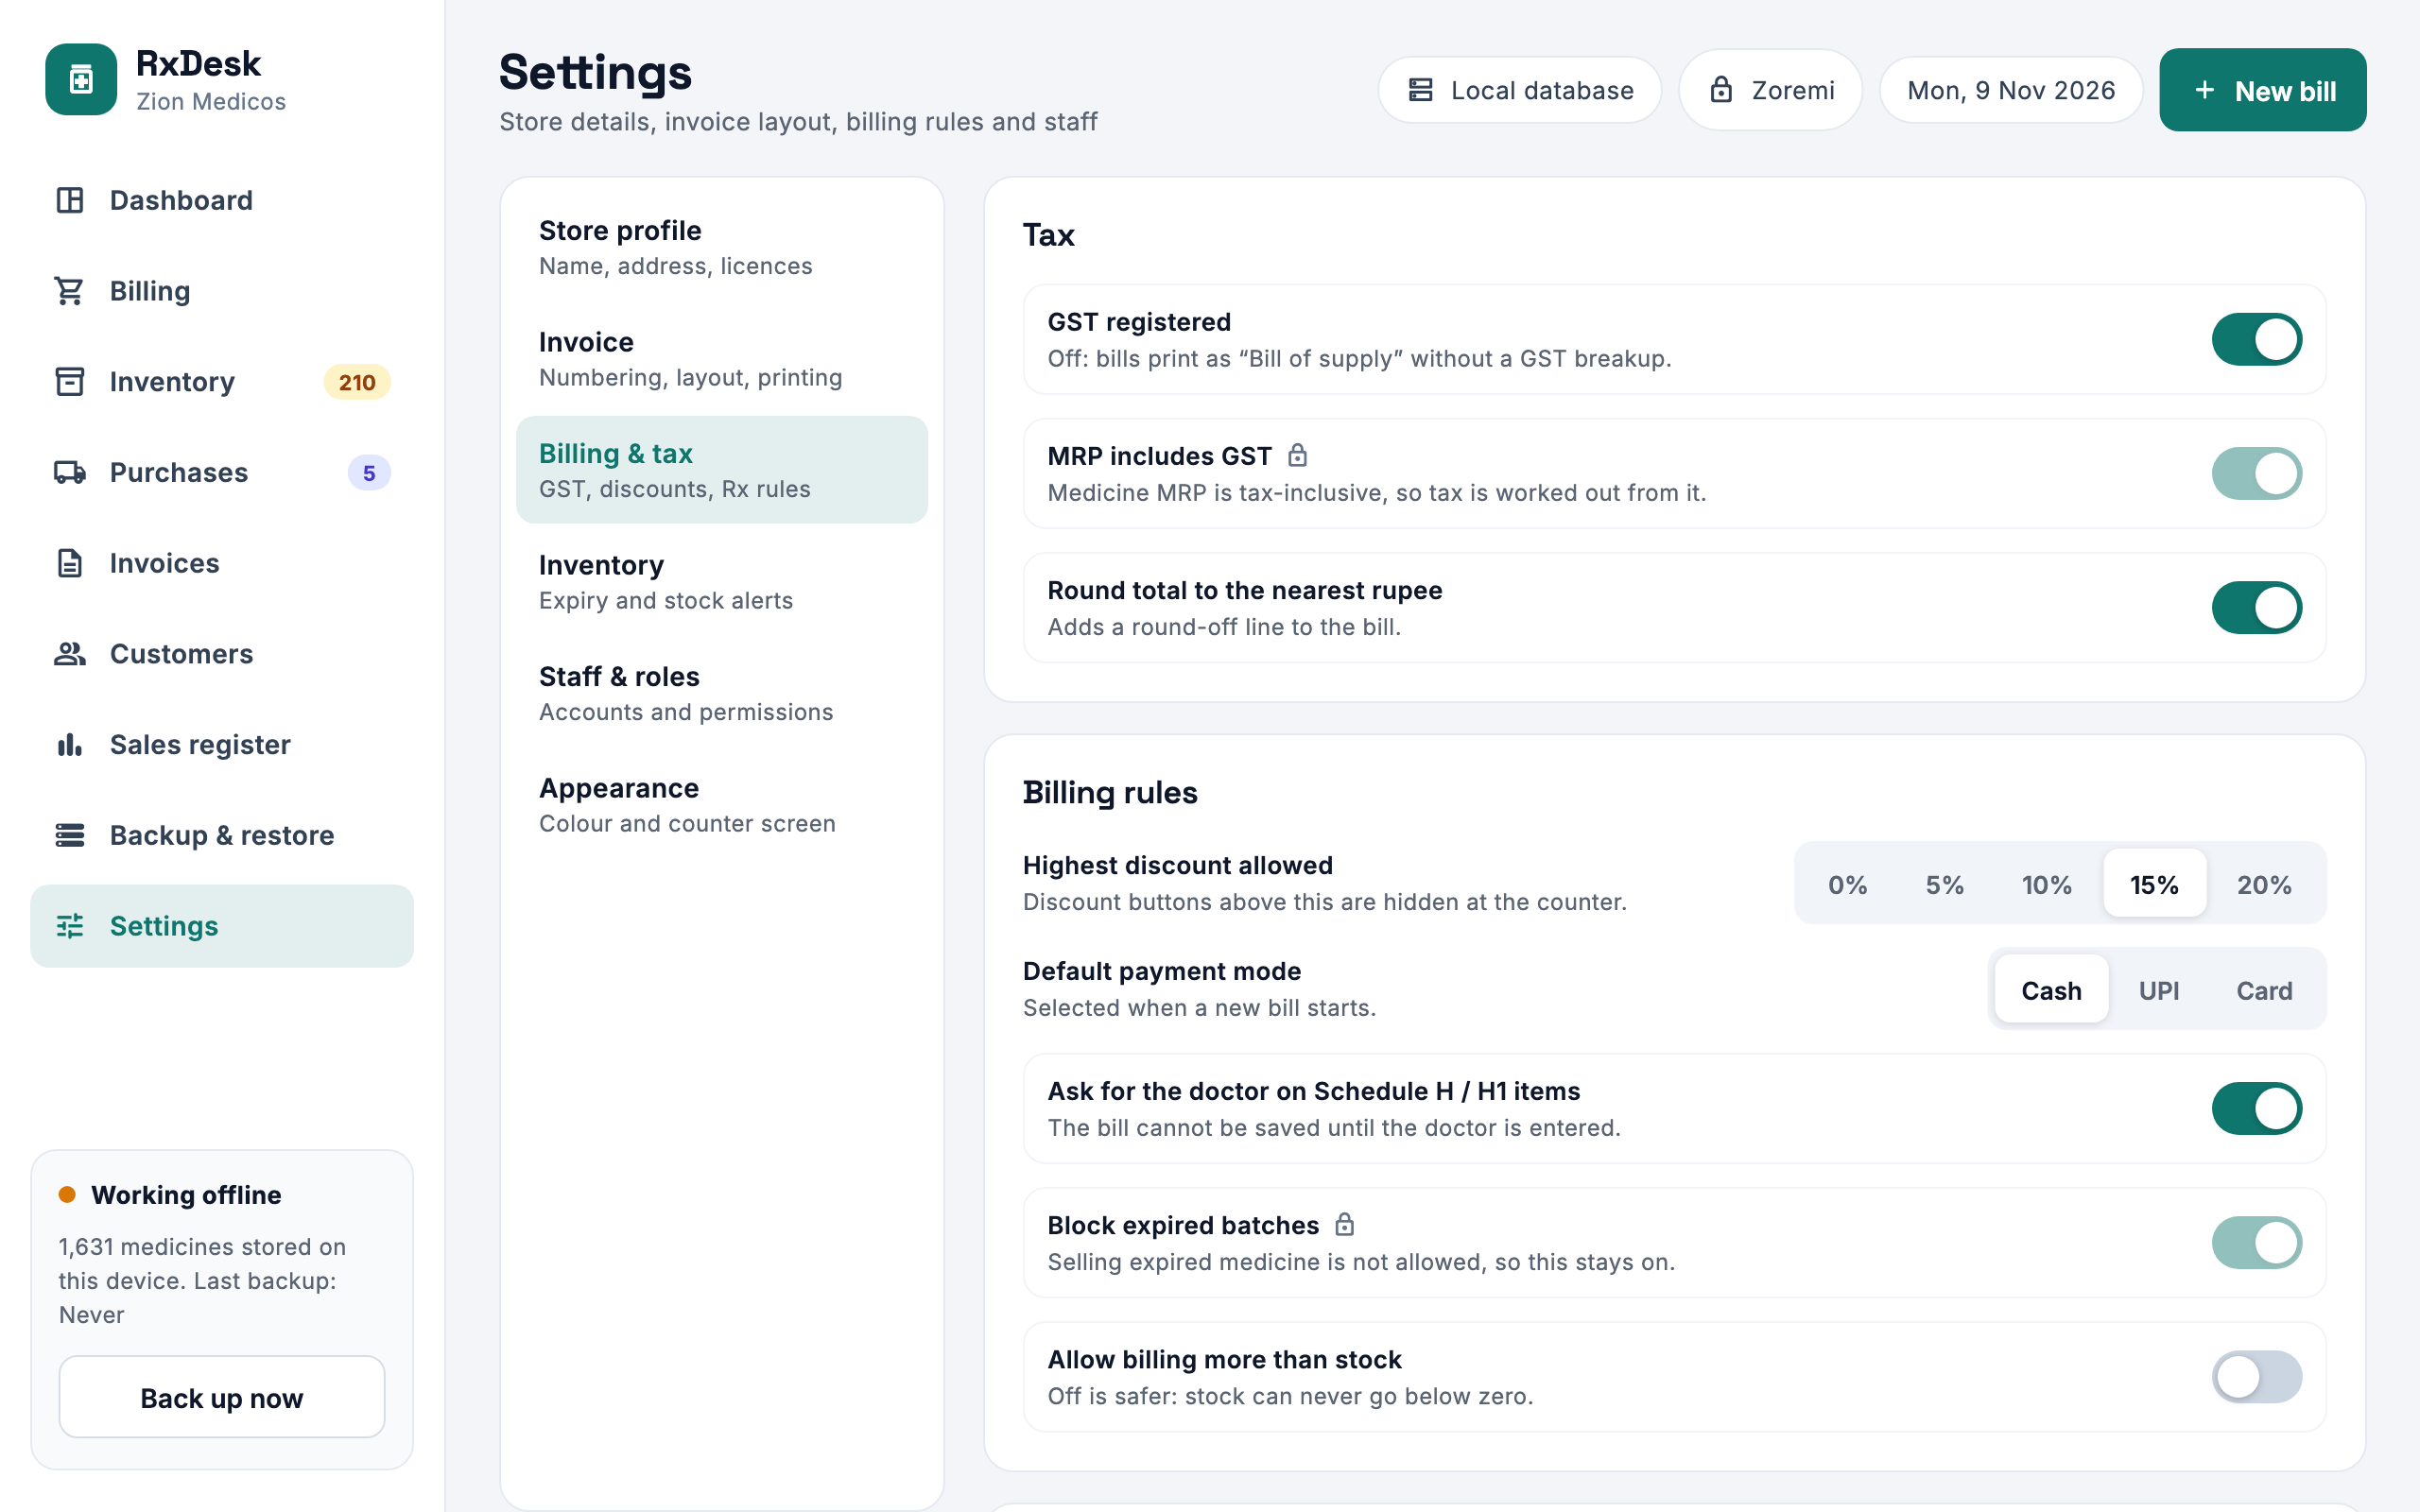 RxDesk
Zion Medicos
Dashboard
Billing
Inventory 210
Purchases 5
Invoices
Customers
Sales register
Backup & restore
Settings
Working offline
1,631 medicines stored on
this device. Last backup:
Never
Back up now
Settings
Store details, invoice layout, billing rules and staff
Local database
Zoremi
Mon, 9 Nov 2026
+ New bill
Store profile
Name, address, licences
Invoice
Numbering, layout, printing
Billing & tax
GST, discounts, Rx rules
Inventory
Expiry and stock alerts
Staff & roles
Accounts and permissions
Appearance
Colour and counter screen
Tax
GST registered
Off: bills print as “Bill of supply” without a GST breakup.
MRP includes GST
Medicine MRP is tax-inclusive, so tax is worked out from it.
Round total to the nearest rupee
Adds a round-off line to the bill.
Billing rules
Highest discount allowed
Discount buttons above this are hidden at the counter.
0% 5% 10% 15% 20%
Default payment mode
Selected when a new bill starts.
Cash UPI Card
Ask for the doctor on Schedule H / H1 items
The bill cannot be saved until the doctor is entered.
Block expired batches
Selling expired medicine is not allowed, so this stays on.
Allow billing more than stock
Off is safer: stock can never go below zero.